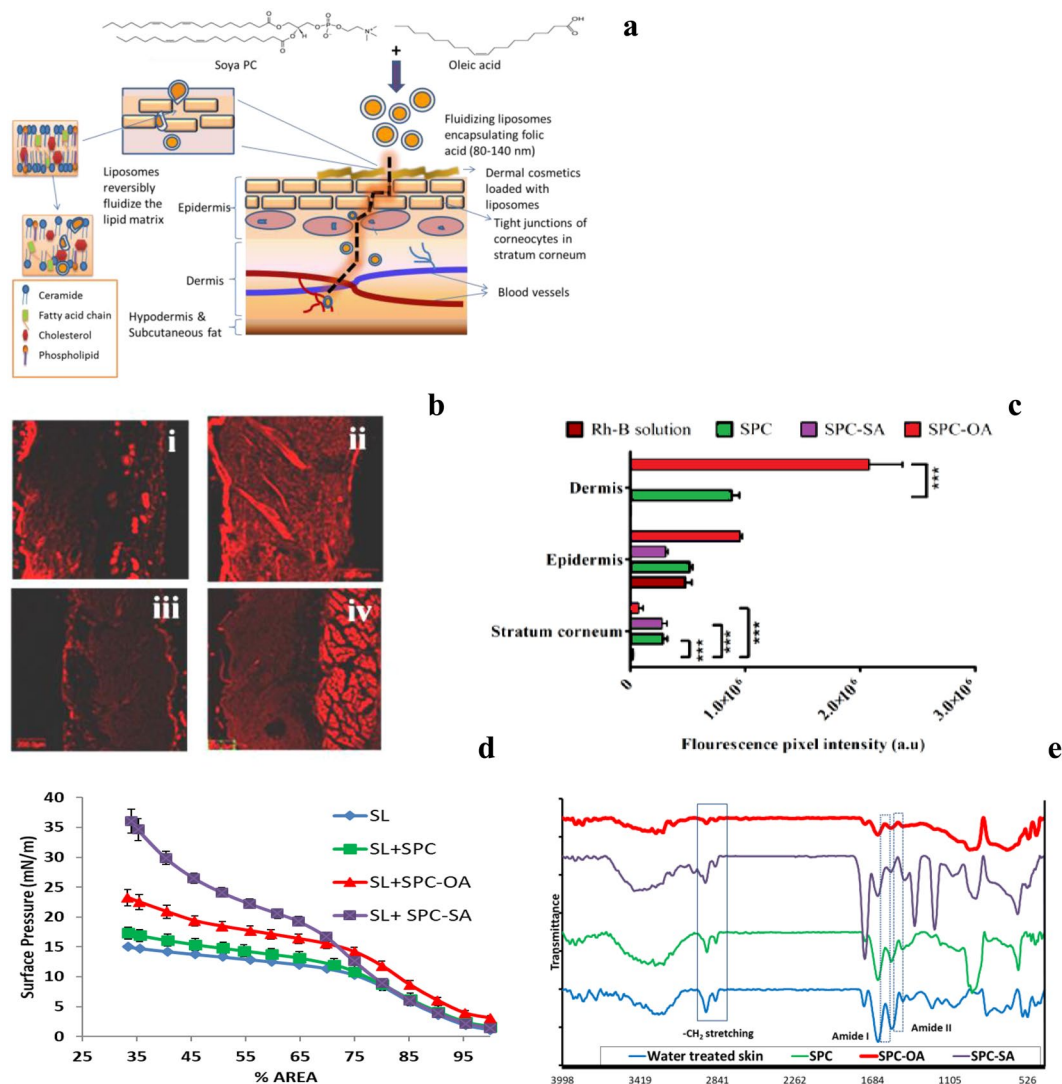 a
+
OH
O
Soya PC
Oleic acid
Fluidizing liposomes
encapsulating folic
acid (80-140 nm)
Dermal cosmetics
loaded with
liposomes
Tight junctions of
corneocytes in
stratum corneum
Blood vessels
Liposomes
reversibly
fluidize the
lipid matrix
Epidermis
Dermis
Hypodermis &
Subcutaneous fat
Ceramide
Fatty acid chain
Cholesterol
Phospholipid
b
i
ii
iii
iv
c
Rh-B solution SPC SPC-SA SPC-OA
Dermis
Epidermis
Stratum corneum
***
***
***
***
0 1.0×10⁶ 2.0×10⁶ 3.0×10⁶
Flourescence pixel intensity (a.u)
d
Surface Pressure (mN/m)
40
35
30
25
20
15
10
5
0
25 35 45 55 65 75 85 95
% AREA
SL
SL+SPC
SL+SPC-OA
SL+ SPC-SA
e
Transmittance
-CH₂ stretching
Amide I
Amide II
Water treated skin SPC SPC-OA SPC-SA
3998 3419 2841 2262 1684 1105 526